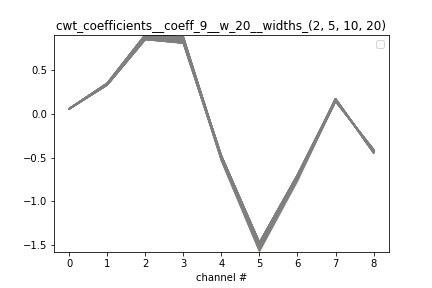 cwt_coefficients__coeff_9__w_20__widths_(2, 5, 10, 20)
0.5
0.0
−0.5
−1.0
−1.5
0 1 2 3 4 5 6 7 8
channel #